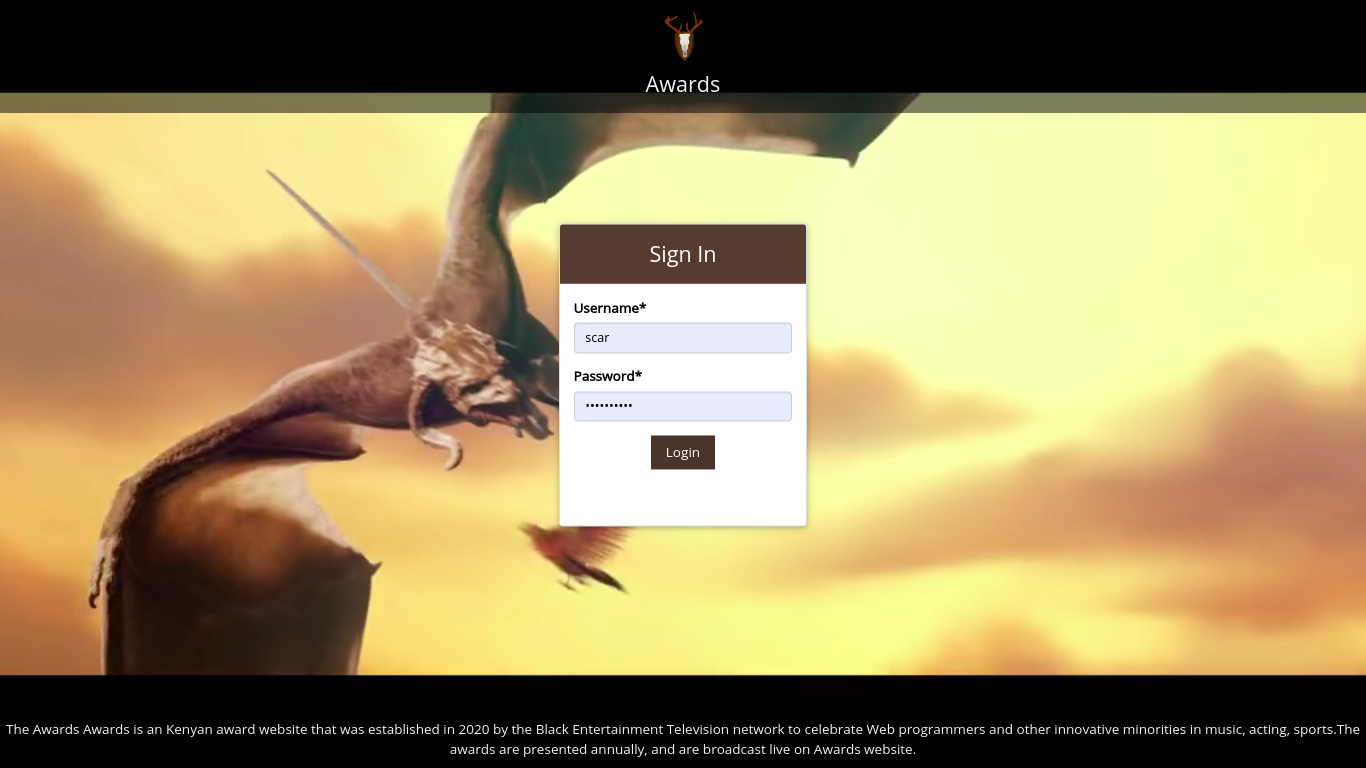 Awards
Sign In
Username*
scar
Password*
••••••••••
Login
The Awards Awards is an Kenyan award website that was established in 2020 by the Black Entertainment Television network to celebrate Web programmers and other innovative minorities in music, acting, sports.The
awards are presented annually, and are broadcast live on Awards website.